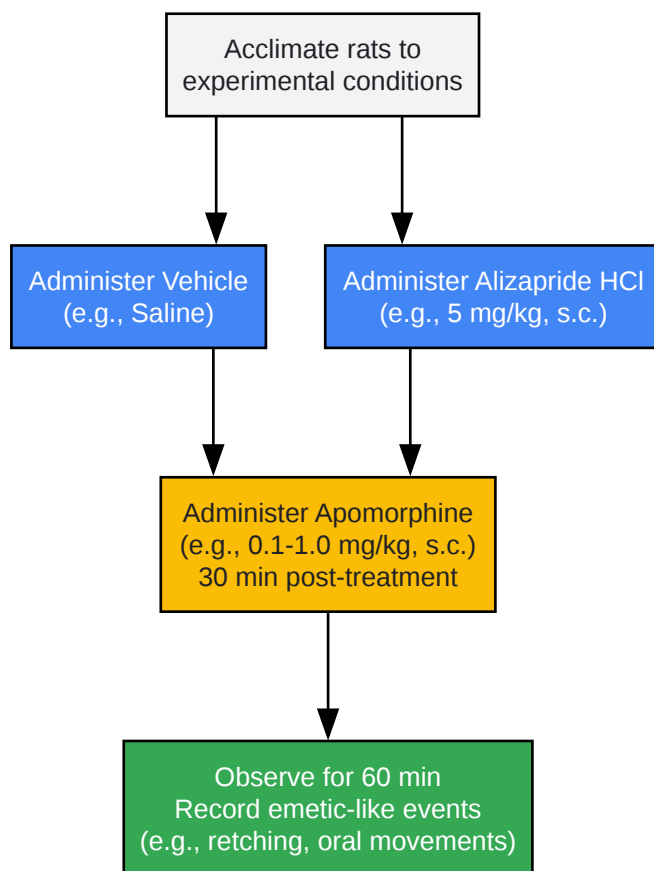 Acclimate rats to
experimental conditions
Administer Vehicle
(e.g., Saline)
Administer Alizapride HCl
(e.g., 5 mg/kg, s.c.)
Administer Apomorphine
(e.g., 0.1-1.0 mg/kg, s.c.)
30 min post-treatment
Observe for 60 min
Record emetic-like events
(e.g., retching, oral movements)